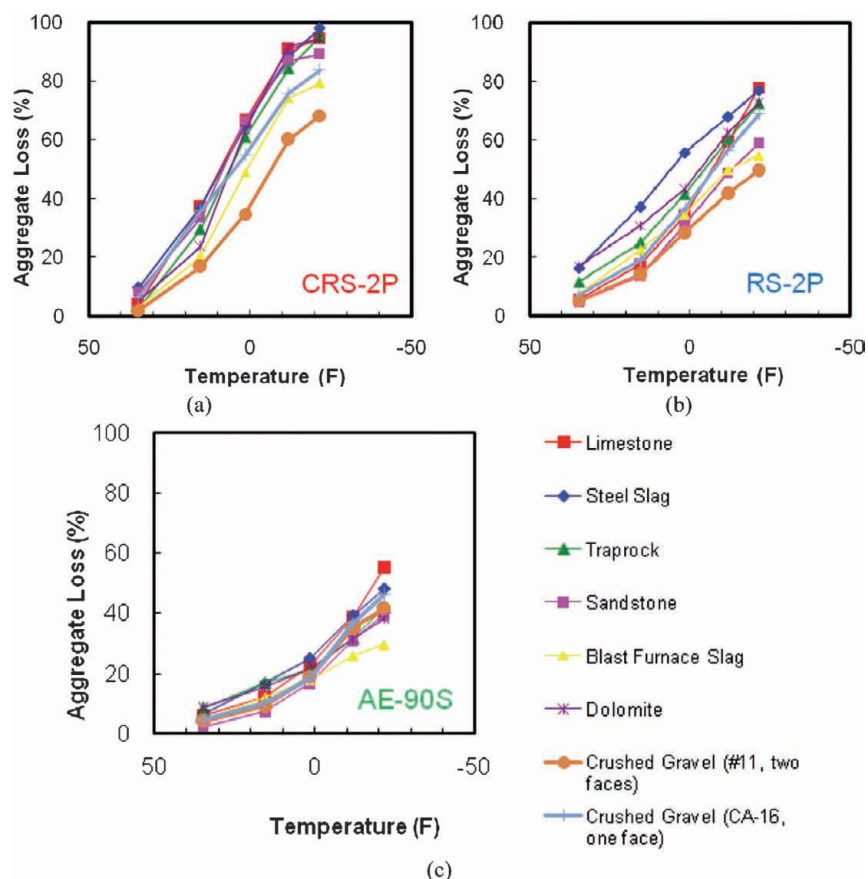 100
80
60
40
20
0
50
0
-50
Aggregate Loss (%)
Temperature (F)
CRS-2P
(a)
100
80
60
40
20
0
50
0
-50
Aggregate Loss (%)
Temperature (F)
RS-2P
(b)
100
80
60
40
20
0
50
0
-50
Aggregate Loss (%)
Temperature (F)
AE-90S
Limestone
Steel Slag
Traprock
Sandstone
Blast Furnace Slag
Dolomite
Crushed Gravel (#11, two
faces)
Crushed Gravel (CA-16,
one face)
(c)